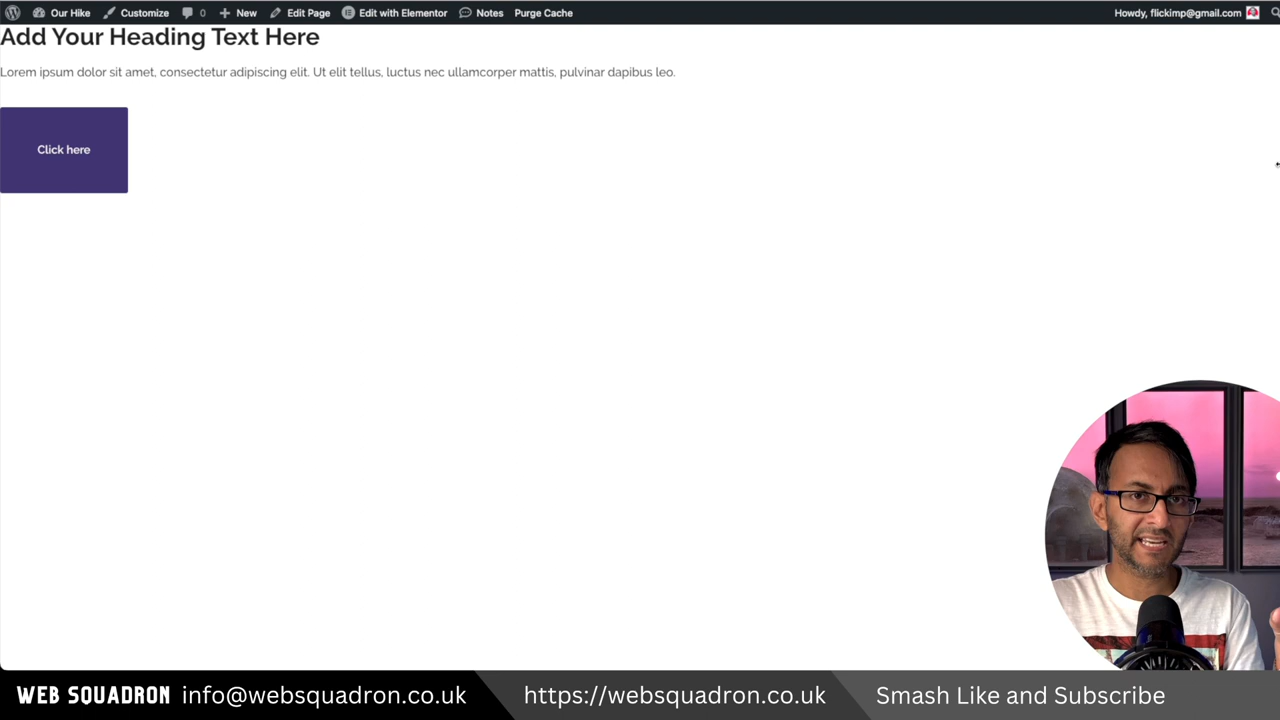 Our Hike Customize 0 New Edit Page Edit with Elementor Notes Purge Cache Howdy, flickimp@gmail.com
Add Your Heading Text Here
Lorem ipsum dolor sit amet, consectetur adipiscing elit. Ut elit tellus, luctus nec ullamcorper mattis, pulvinar dapibus leo.
Click here
WEB SQUADRON info@websquadron.co.uk https://websquadron.co.uk Smash Like and Subscribe